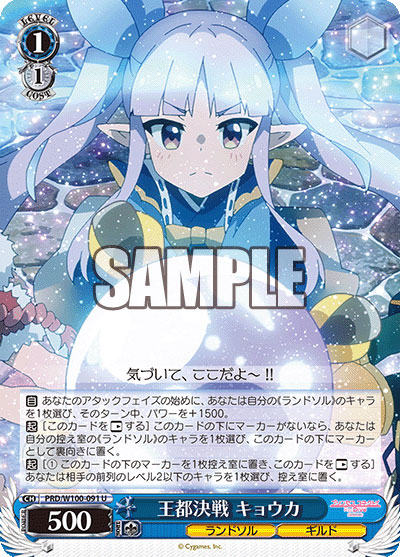 LEVEL
1
1
COST
SAMPLE
気づいて、ここだよ〜!!
自 あなたのアタックフェイズの始めに、あなたは自分の《ランドソル》のキャラ
を1枚選び、そのターン中、パワーを+1500。
起 [このカードを する] このカードの下にマーカーがないなら、あなたは
自分の控え室の《ランドソル》のキャラを1枚選び、このカードの下にマーカー
として裏向きに置く。
起 [① このカードの下のマーカーを1枚控え室に置き、このカードを する]
あなたは相手の前列のレベル2以下のキャラを1枚選び、控え室に置く。
PRD/W100-091 U
500
王都決戦 キョウカ
ランドソル
ギルド
© Cygames, Inc.